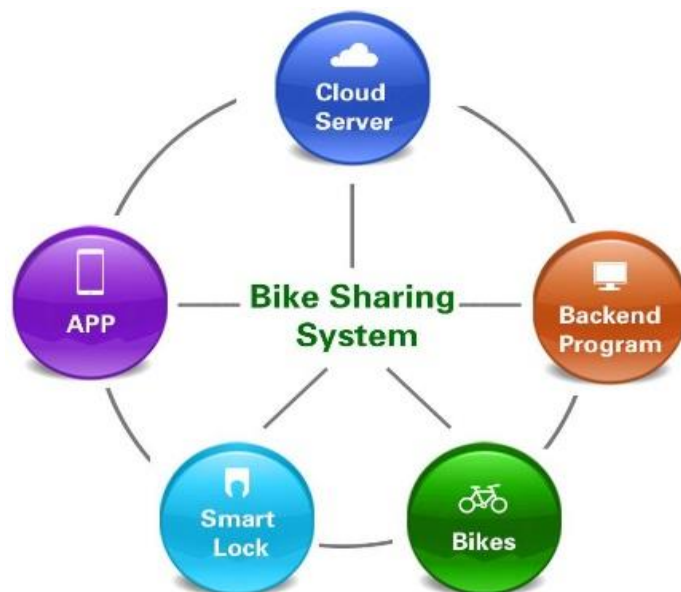 Cloud
Server
APP
Bike Sharing
System
Backend
Program
Smart
Lock
Bikes